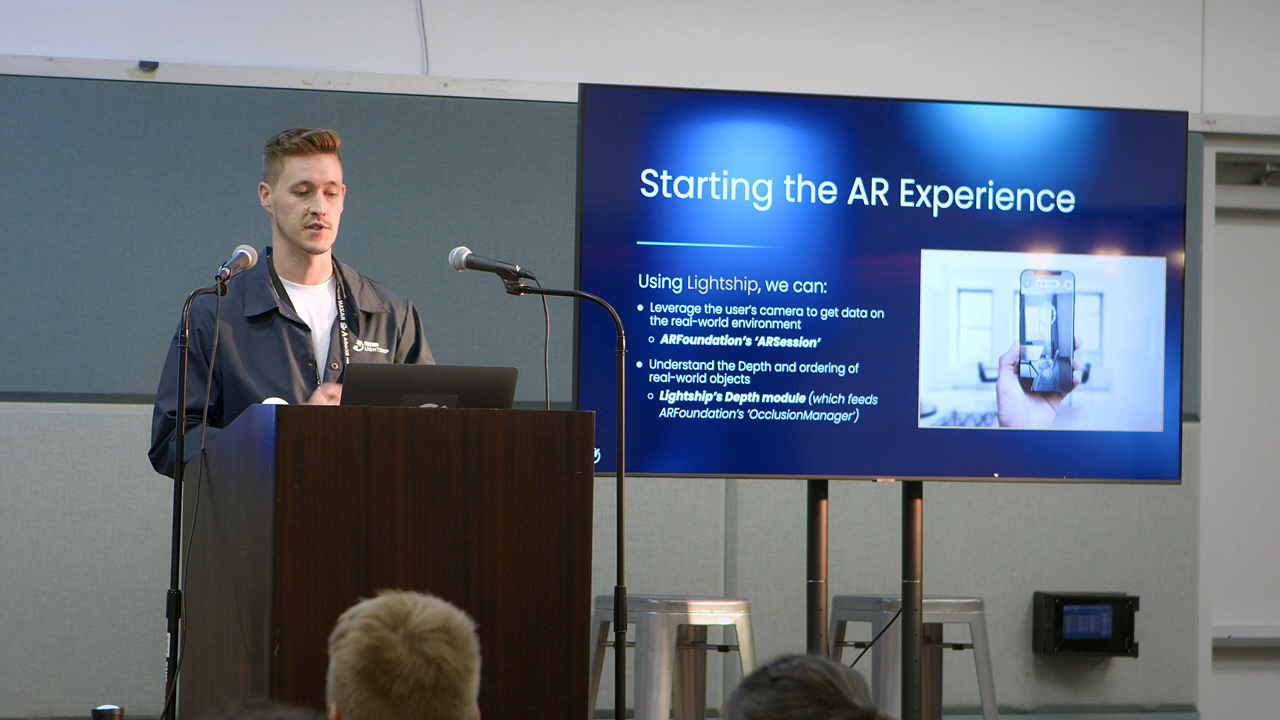 Starting the AR Experience
Using Lightship, we can:
Leverage the user's camera to get data on
the real-world environment
ARFoundation's 'ARSession'
Understand the Depth and ordering of
real-world objects
Lightship's Depth module (which feeds
ARFoundation's 'OcclusionManager')
MAXAR